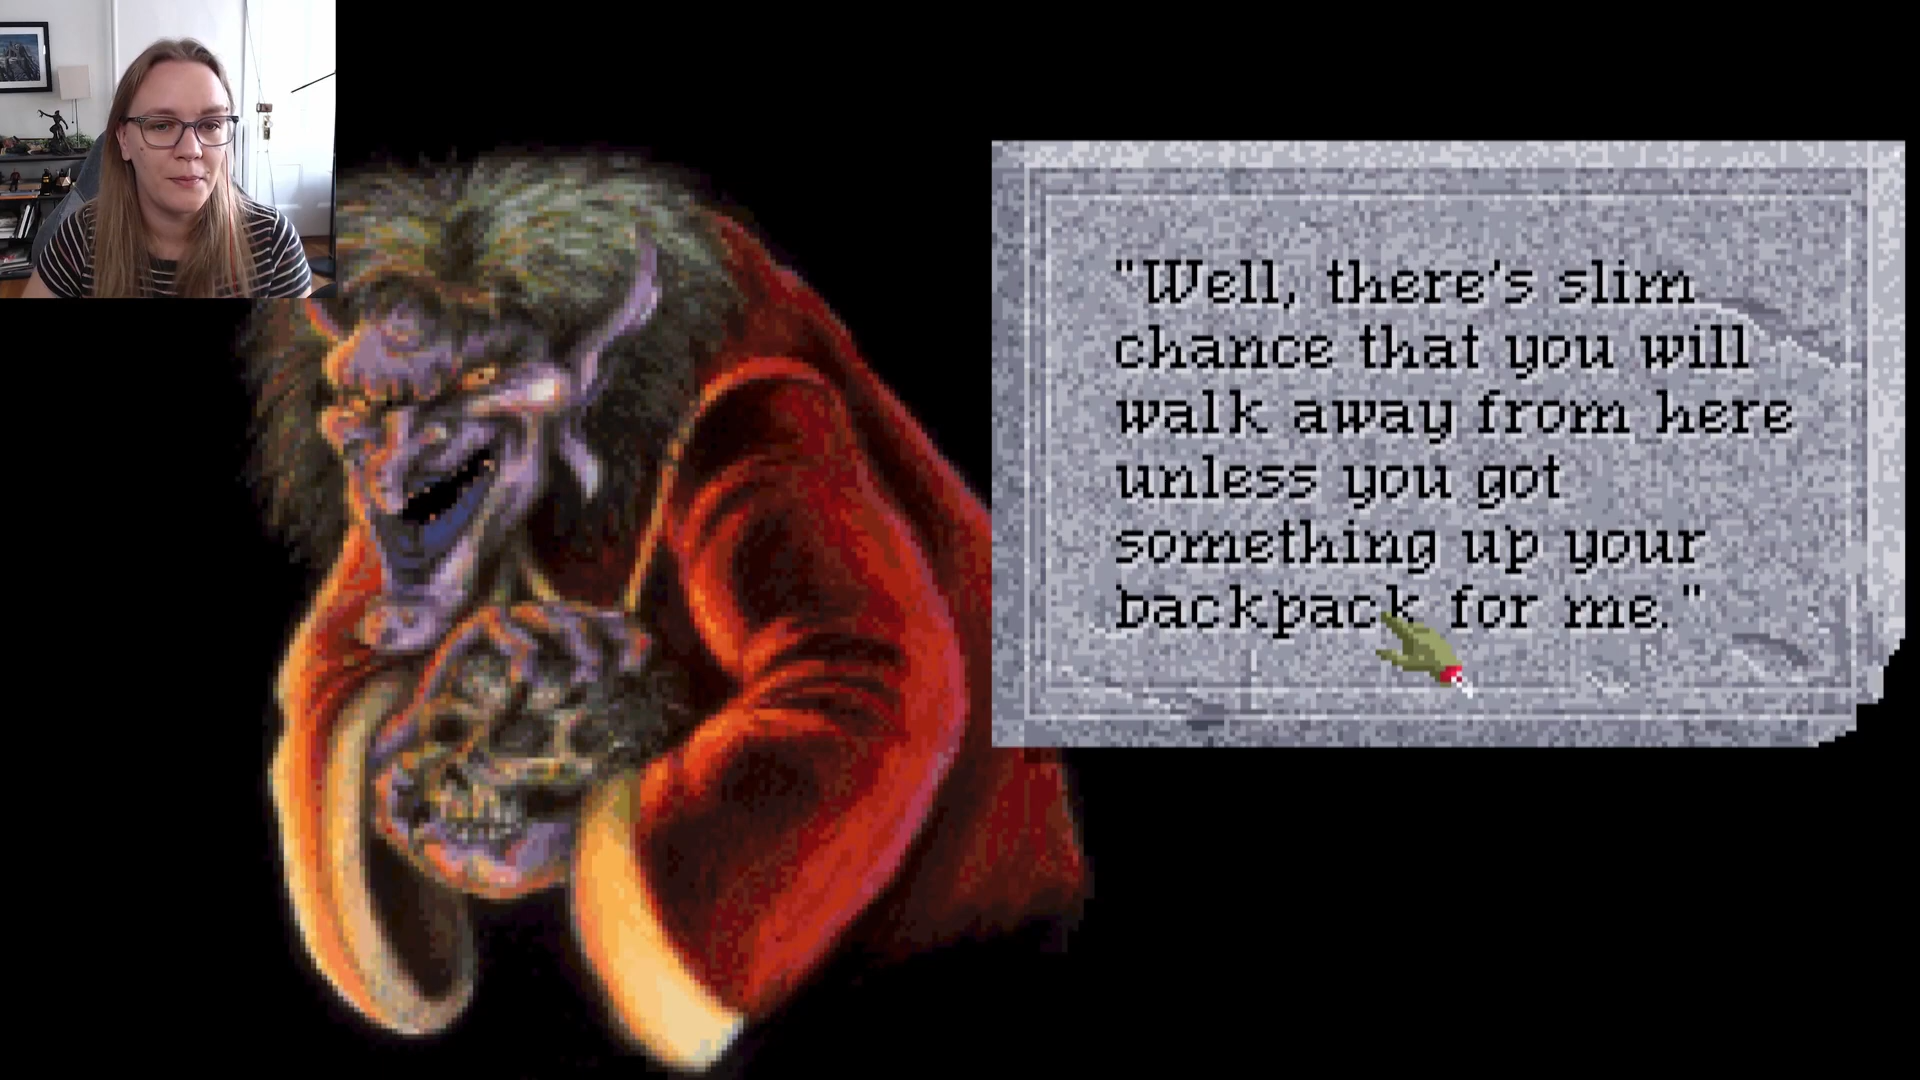 "Well, there's slim
chance that you will
walk away from here
unless you got
something up your
backpack for me."